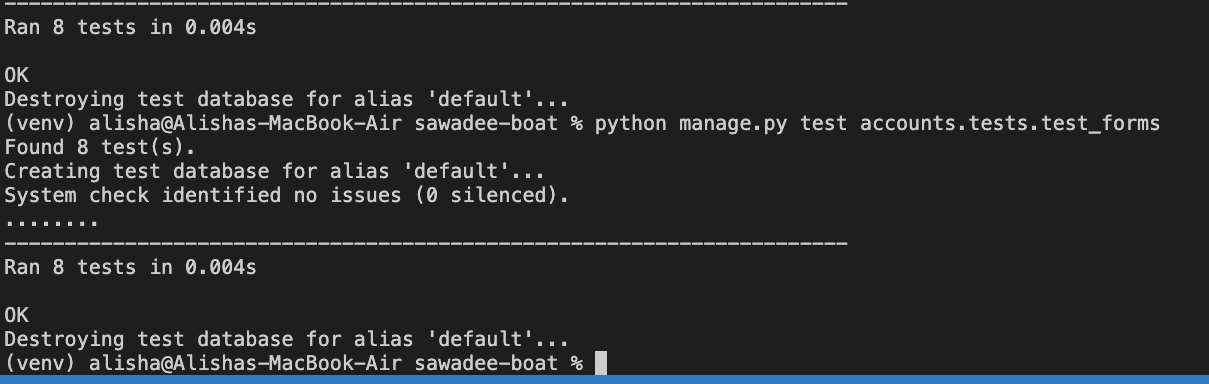 ----------------------------------------------------------------------
Ran 8 tests in 0.004s
OK
Destroying test database for alias 'default'...
(venv) alisha@Alishas-MacBook-Air sawadee-boat % python manage.py test accounts.tests.test_forms
Found 8 test(s).
Creating test database for alias 'default'...
System check identified no issues (0 silenced).
........
----------------------------------------------------------------------
Ran 8 tests in 0.004s
OK
Destroying test database for alias 'default'...
(venv) alisha@Alishas-MacBook-Air sawadee-boat %